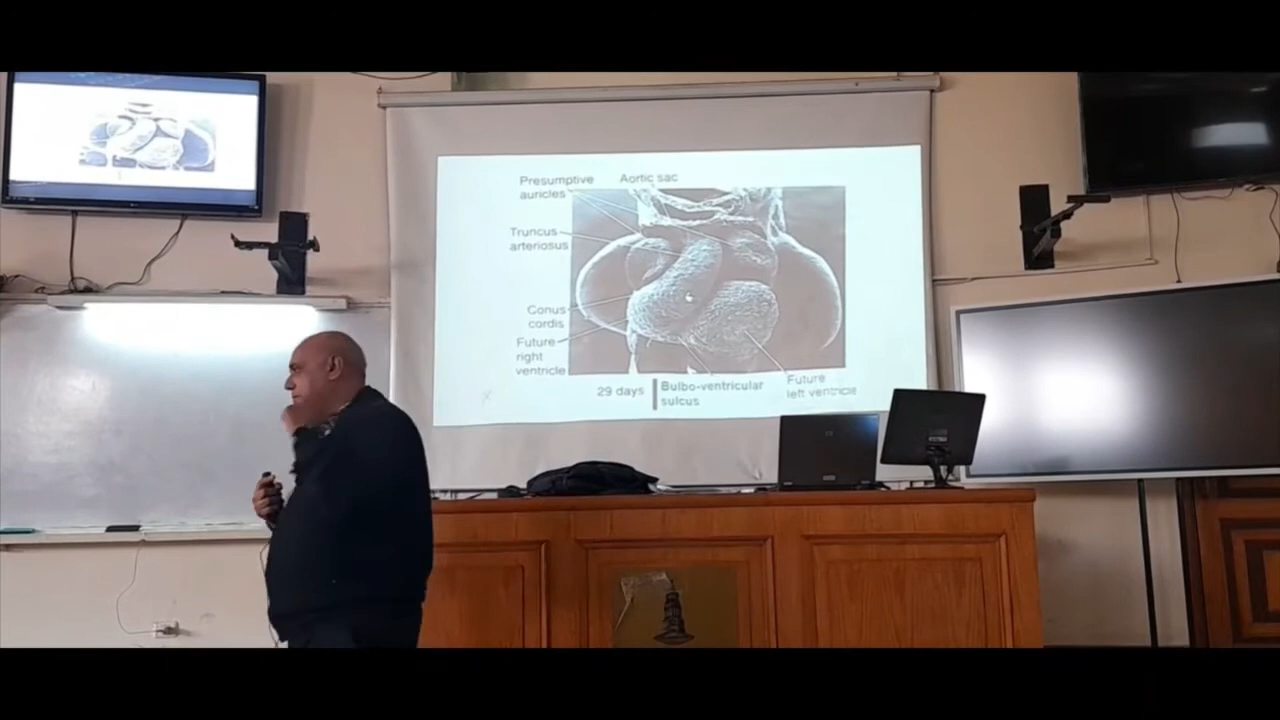 Presumptive
auricles
Aortic sac
Truncus
arteriosus
Conus
cordis
Future
right
ventricle
29 days
Bulbo-ventricular
sulcus
Future
left ventricle